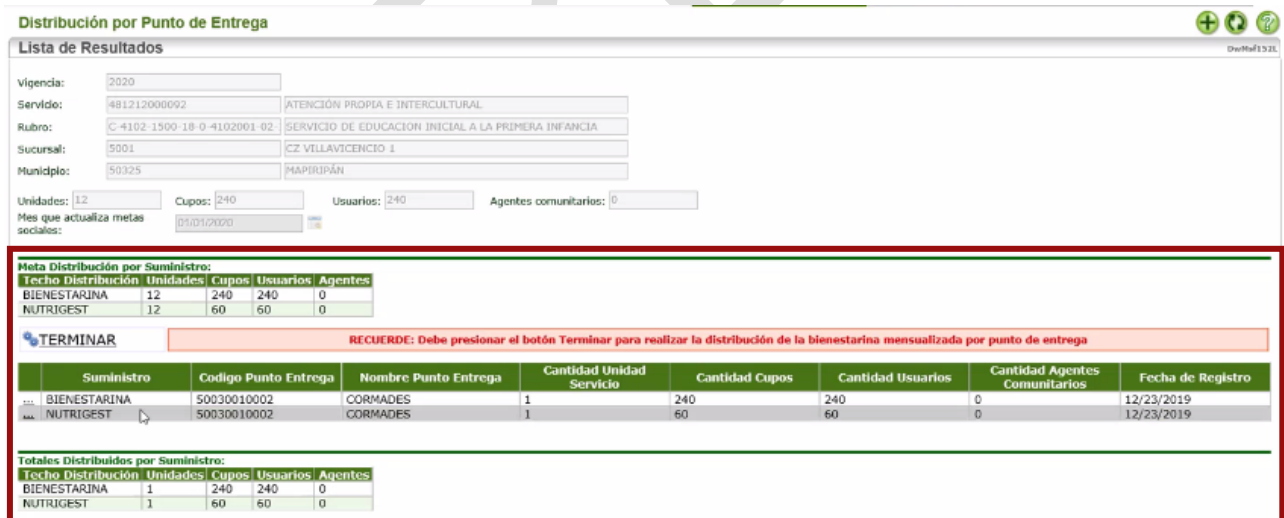 Distribución por Punto de Entrega
Lista de Resultados
DwMsf152L
Vigencia: 2020
Servicio: 481212000092 ATENCIÓN PROPIA E INTERCULTURAL
Rubro: C-4102-1500-18-0-4102001-02- SERVICIO DE EDUCACION INICIAL A LA PRIMERA INFANCIA
Sucursal: 5001 CZ VILLAVICENCIO 1
Municipio: 50325 MAPIRIPÁN
Unidades: 12 Cupos: 240 Usuarios: 240 Agentes comunitarios: 0
Mes que actualiza metas
sociales: 01/01/2020
Meta Distribución por Suministro:
Techo Distribución Unidades Cupos Usuarios Agentes
BIENESTARINA 12 240 240 0
NUTRIGEST 12 60 60 0
TERMINAR RECUERDE: Debe presionar el botón Terminar para realizar la distribución de la bienestarina mensualizada por punto de entrega
Suministro Codigo Punto Entrega Nombre Punto Entrega Cantidad Unidad Servicio Cantidad Cupos Cantidad Usuarios Cantidad Agentes Comunitarios Fecha de Registro
... BIENESTARINA 50030010002 CORMADES 1 240 240 0 12/23/2019
... NUTRIGEST 50030010002 CORMADES 1 60 60 0 12/23/2019
Totales Distribuidos por Suministro:
Techo Distribución Unidades Cupos Usuarios Agentes
BIENESTARINA 1 240 240 0
NUTRIGEST 1 60 60 0